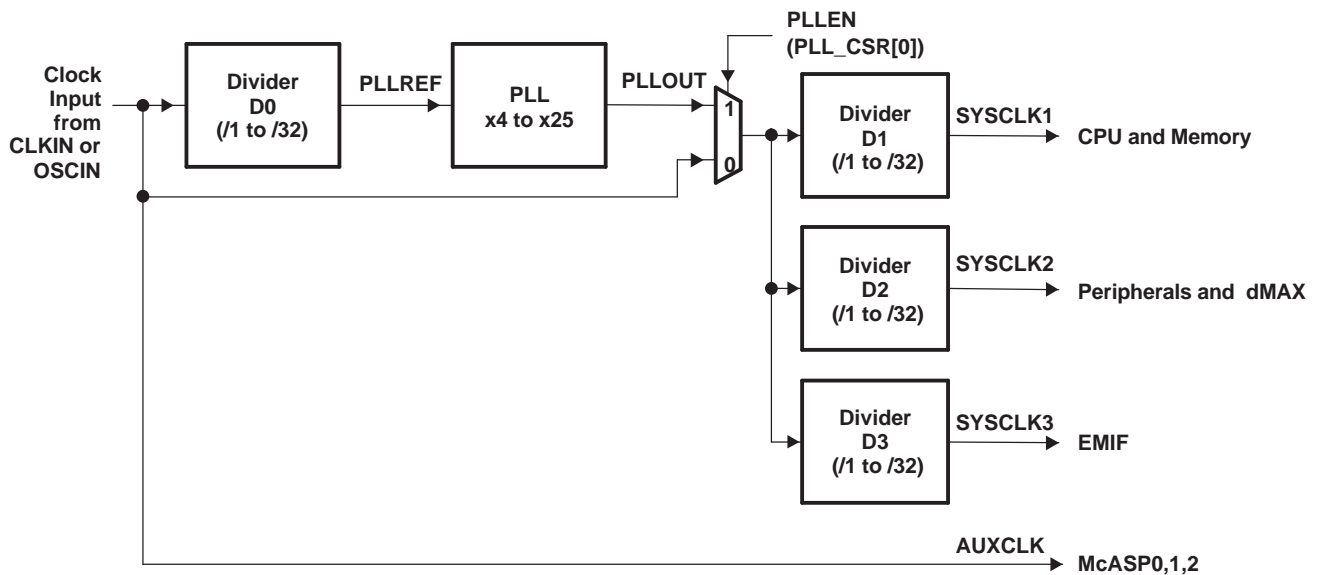 PLLEN
(PLL_CSR[0])
Clock
Input
from
CLKIN or
OSCIN
Divider
D0
(/1 to /32)
PLLREF
PLL
x4 to x25
PLLOUT
1
0
Divider
D1
(/1 to /32)
SYSCLK1
CPU and Memory
Divider
D2
(/1 to /32)
SYSCLK2
Peripherals and dMAX
Divider
D3
(/1 to /32)
SYSCLK3
EMIF
AUXCLK
McASP0,1,2